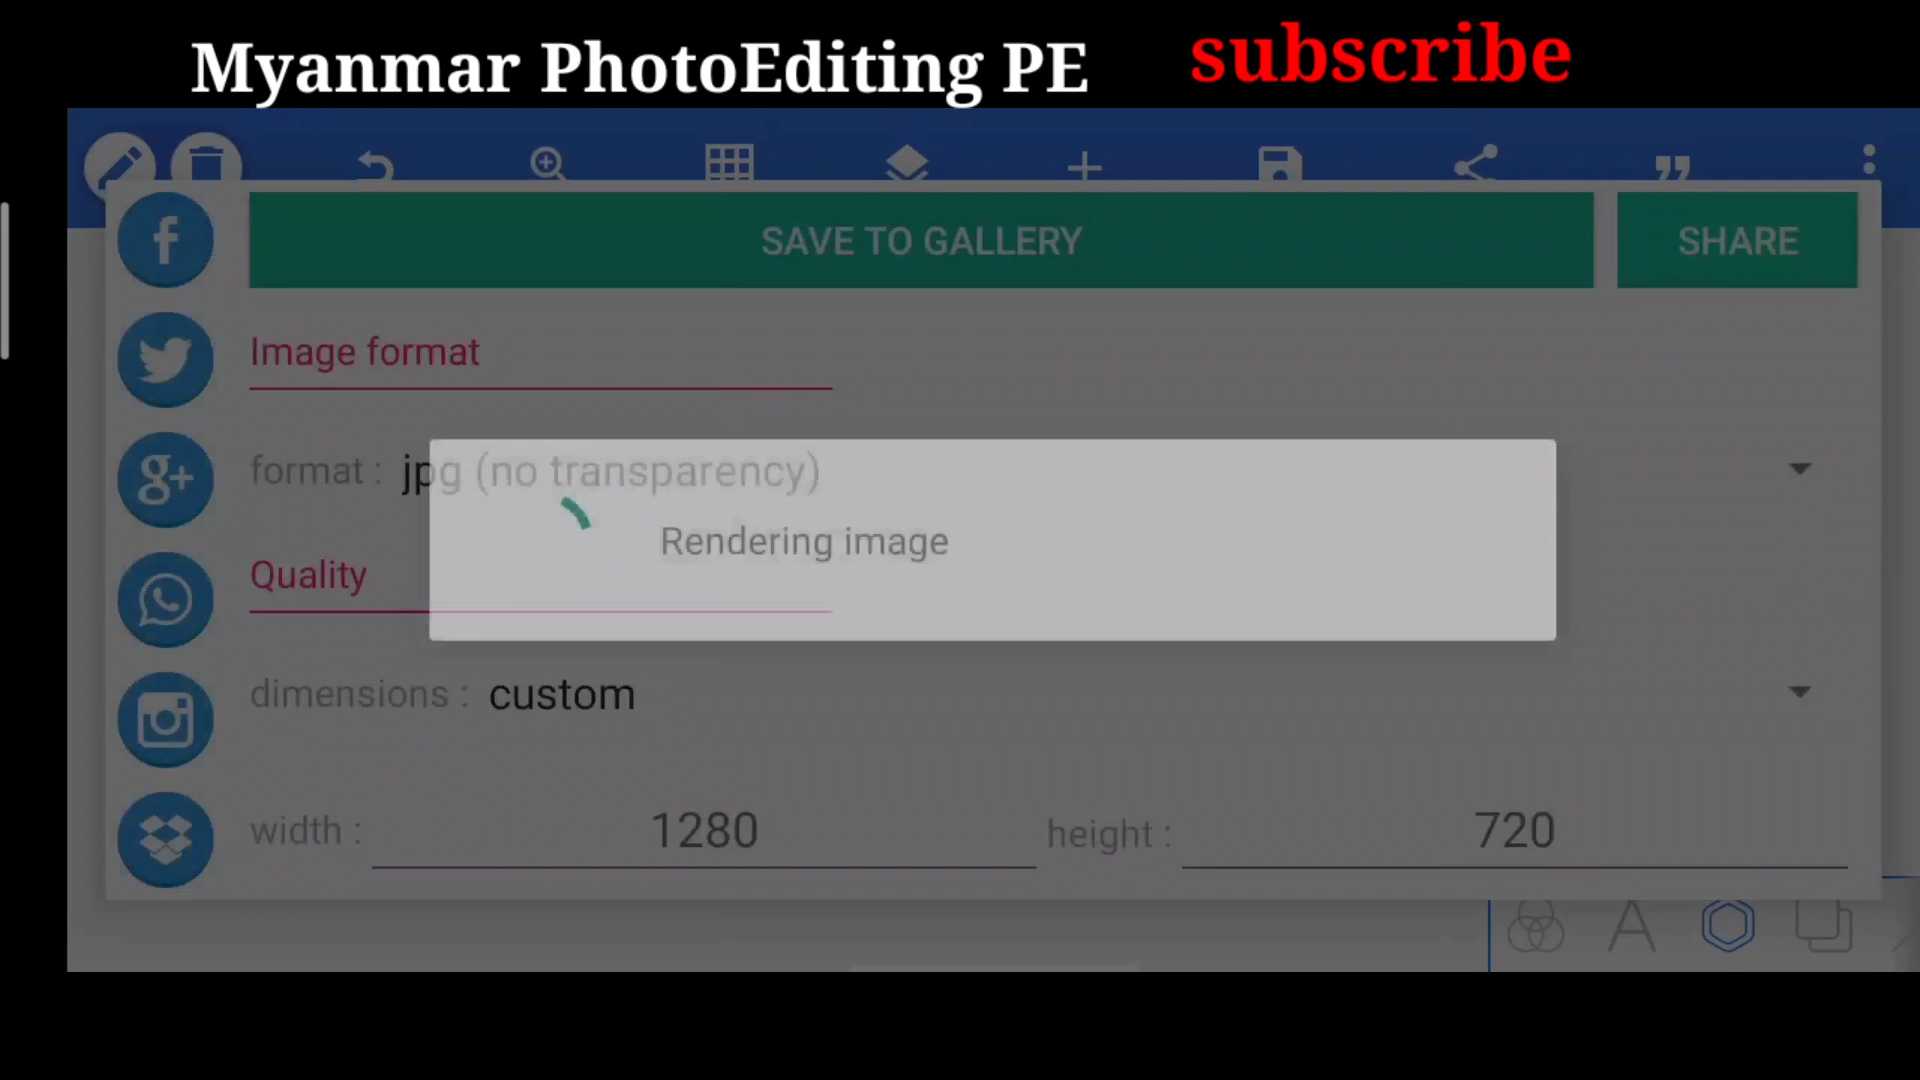 Myanmar PhotoEditing PE subscribe
SAVE TO GALLERY SHARE
Image format
format : jpg (no transparency)
Rendering image
Quality
dimensions : custom
width : 1280 height : 720